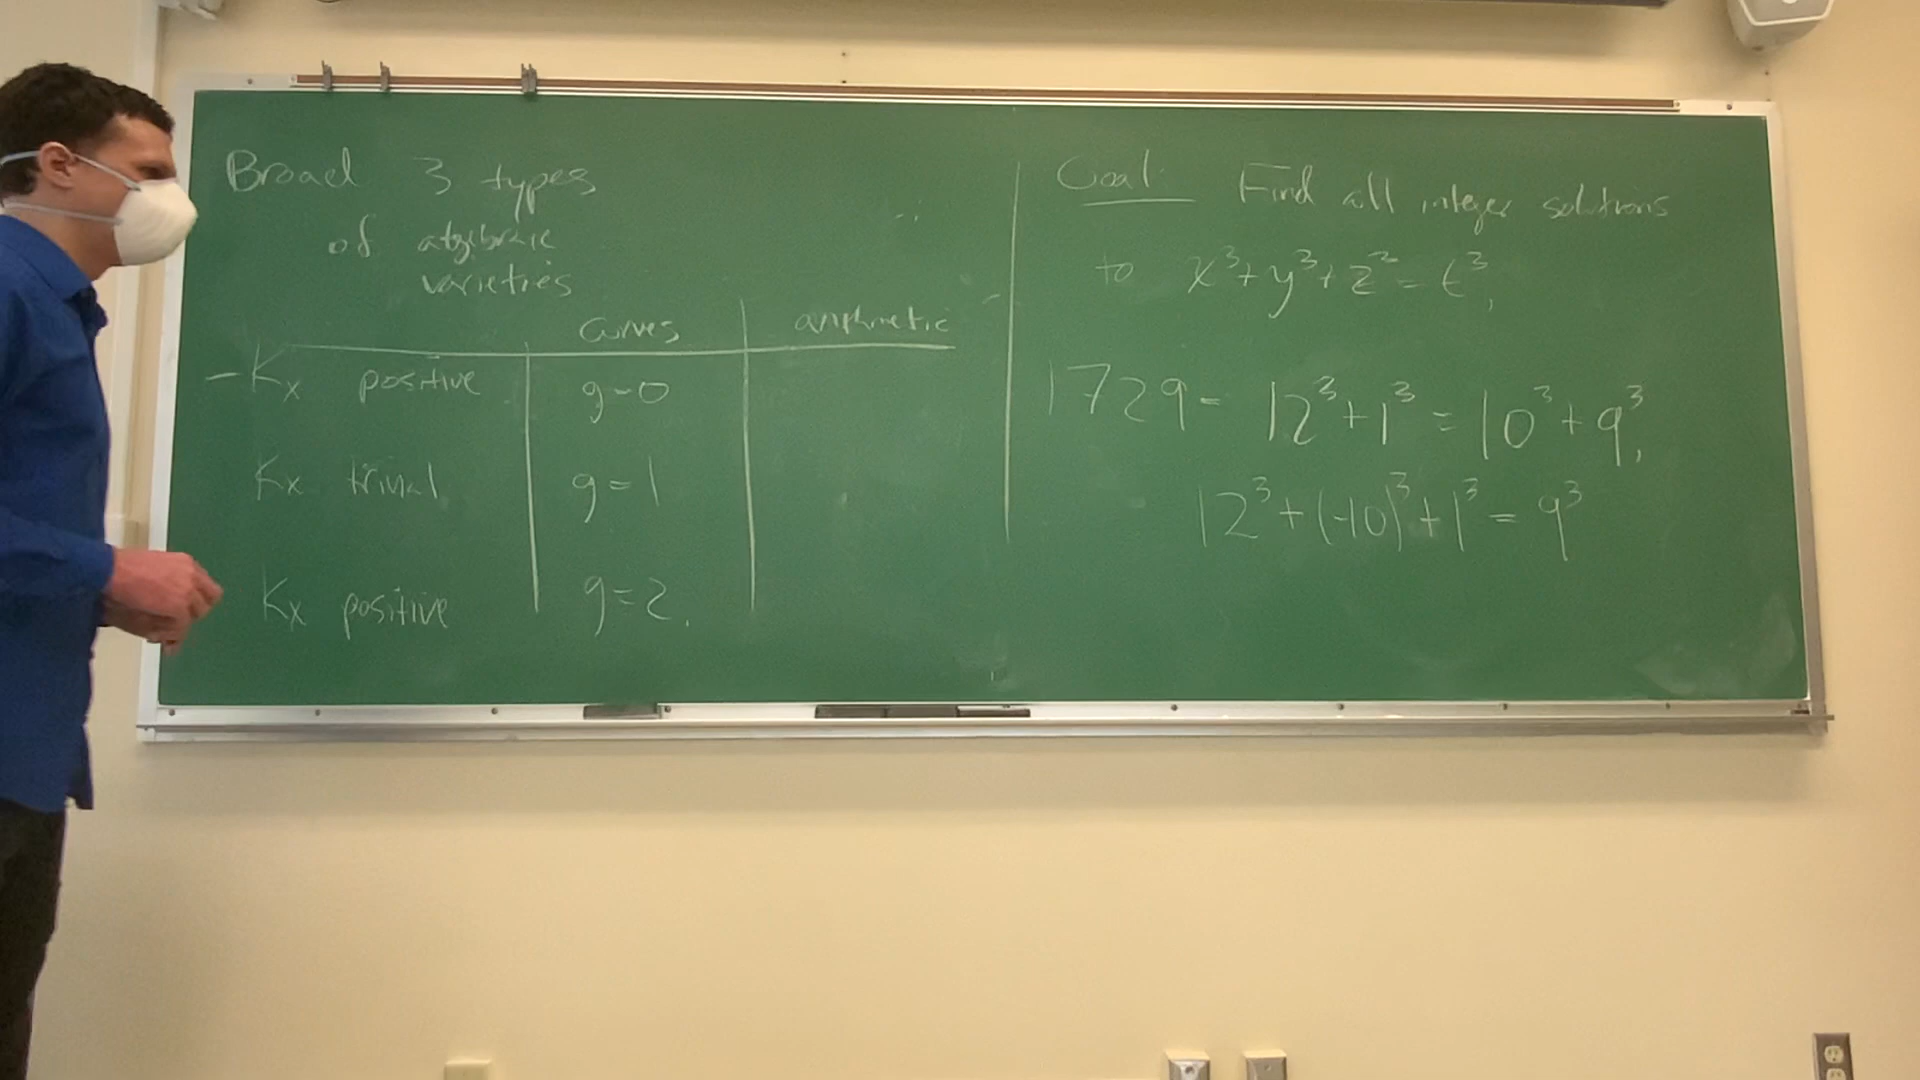 Broad 3 types
of algebraic
varieties
curves arithmetic
-Kx positive g=0
Kx trivial g=1
Kx positive g=2.
Goal: Find all integer solutions
to x³+y³+z³=t³,
1729= 12³+1³=10³+9³,
12³+(-10)³+1³=9³